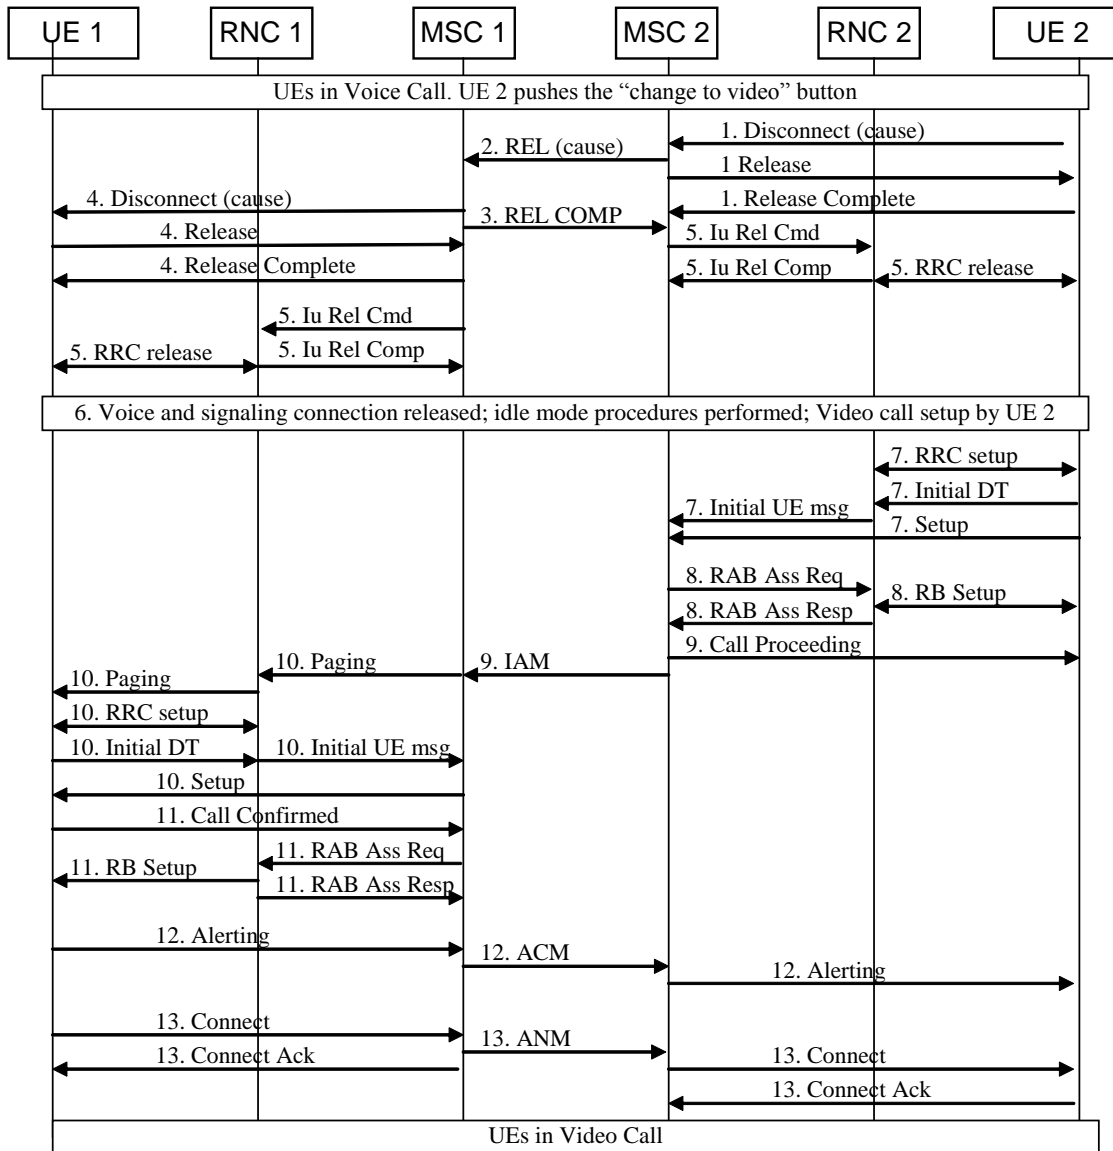 UE 1 RNC 1 MSC 1 MSC 2 RNC 2 UE 2
UEs in Voice Call. UE 2 pushes the “change to video” button
1. Disconnect (cause)
2. REL (cause)
1 Release
4. Disconnect (cause)
1. Release Complete
3. REL COMP
4. Release
5. Iu Rel Cmd
4. Release Complete
5. Iu Rel Comp
5. RRC release
5. Iu Rel Cmd
5. RRC release
5. Iu Rel Comp
6. Voice and signaling connection released; idle mode procedures performed; Video call setup by UE 2
7. RRC setup
7. Initial DT
7. Initial UE msg
7. Setup
8. RAB Ass Req
8. RB Setup
8. RAB Ass Resp
9. Call Proceeding
10. Paging
9. IAM
10. Paging
10. RRC setup
10. Initial DT
10. Initial UE msg
10. Setup
11. Call Confirmed
11. RAB Ass Req
11. RB Setup
11. RAB Ass Resp
12. Alerting
12. ACM
12. Alerting
13. Connect
13. ANM
13. Connect Ack
13. Connect
13. Connect Ack
UEs in Video Call